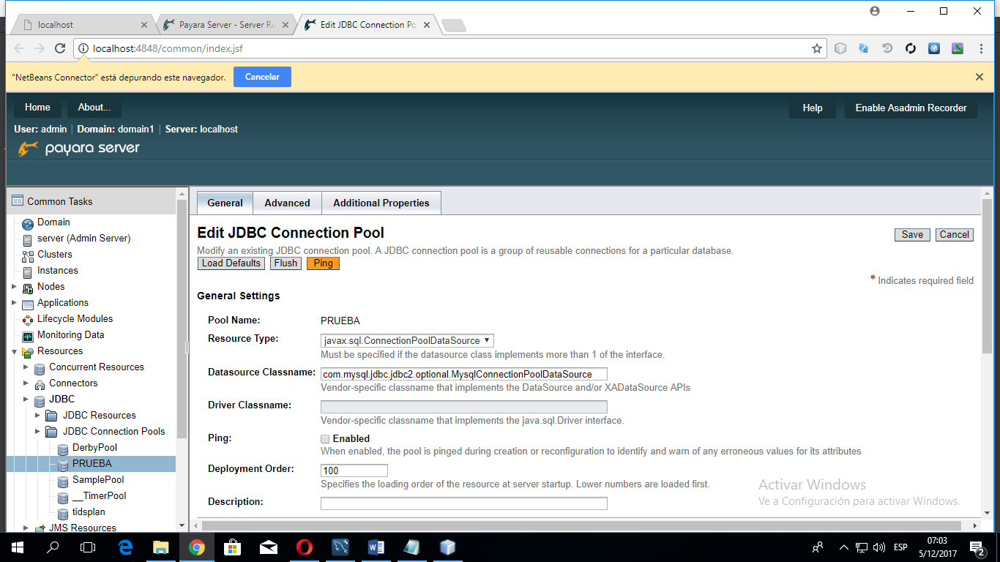 localhost
Payara Server - Server Ru
Edit JDBC Connection Po
localhost:4848/common/index.jsf
"NetBeans Connector" está depurando este navegador.
Cancelar
Home
About...
Help
Enable Asadmin Recorder
User: admin | Domain: domain1 | Server: localhost
payara server
Common Tasks
Domain
server (Admin Server)
Clusters
Instances
Nodes
Applications
Lifecycle Modules
Monitoring Data
Resources
Concurrent Resources
Connectors
JDBC
JDBC Resources
JDBC Connection Pools
DerbyPool
PRUEBA
SamplePool
__TimerPool
tidsplan
JMS Resources
General
Advanced
Additional Properties
Edit JDBC Connection Pool
Save
Cancel
Modify an existing JDBC connection pool. A JDBC connection pool is a group of reusable connections for a particular database.
Load Defaults
Flush
Ping
* Indicates required field
General Settings
Pool Name:
PRUEBA
Resource Type:
javax.sql.ConnectionPoolDataSource
Must be specified if the datasource class implements more than 1 of the interface.
Datasource Classname:
com.mysql.jdbc.jdbc2.optional.MysqlConnectionPoolDataSource
Vendor-specific classname that implements the DataSource and/or XADataSource APIs
Driver Classname:
Vendor-specific classname that implements the java.sql.Driver interface.
Ping:
Enabled
When enabled, the pool is pinged during creation or reconfiguration to identify and warn of any erroneous values for its attributes
Deployment Order:
100
Specifies the loading order of the resource at server startup. Lower numbers are loaded first.
Description:
Activar Windows
Ve a Configuración para activar Windows.
ESP
07:03
5/12/2017
2